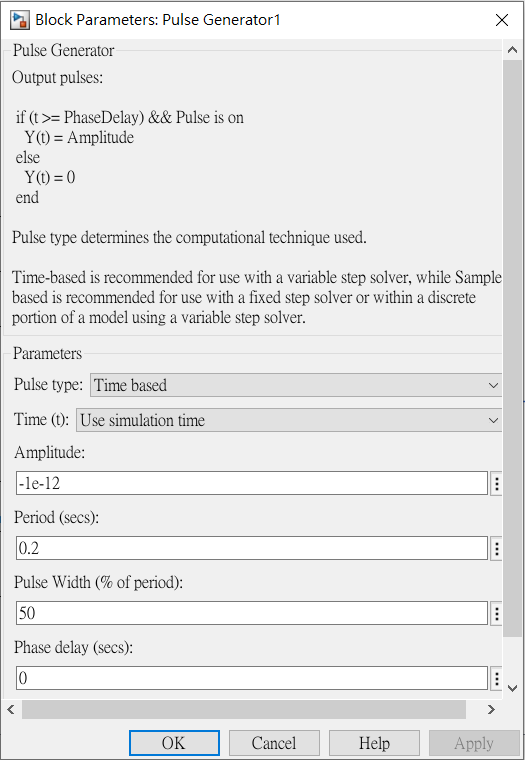 Block Parameters: Pulse Generator1
Pulse Generator
Output pulses:
if (t >= PhaseDelay) && Pulse is on
Y(t) = Amplitude
else
Y(t) = 0
end
Pulse type determines the computational technique used.
Time-based is recommended for use with a variable step solver, while Sample
based is recommended for use with a fixed step solver or within a discrete
portion of a model using a variable step solver.
Parameters
Pulse type: Time based
Time (t): Use simulation time
Amplitude:
-1e-12
Period (secs):
0.2
Pulse Width (% of period):
50
Phase delay (secs):
0
OK Cancel Help Apply